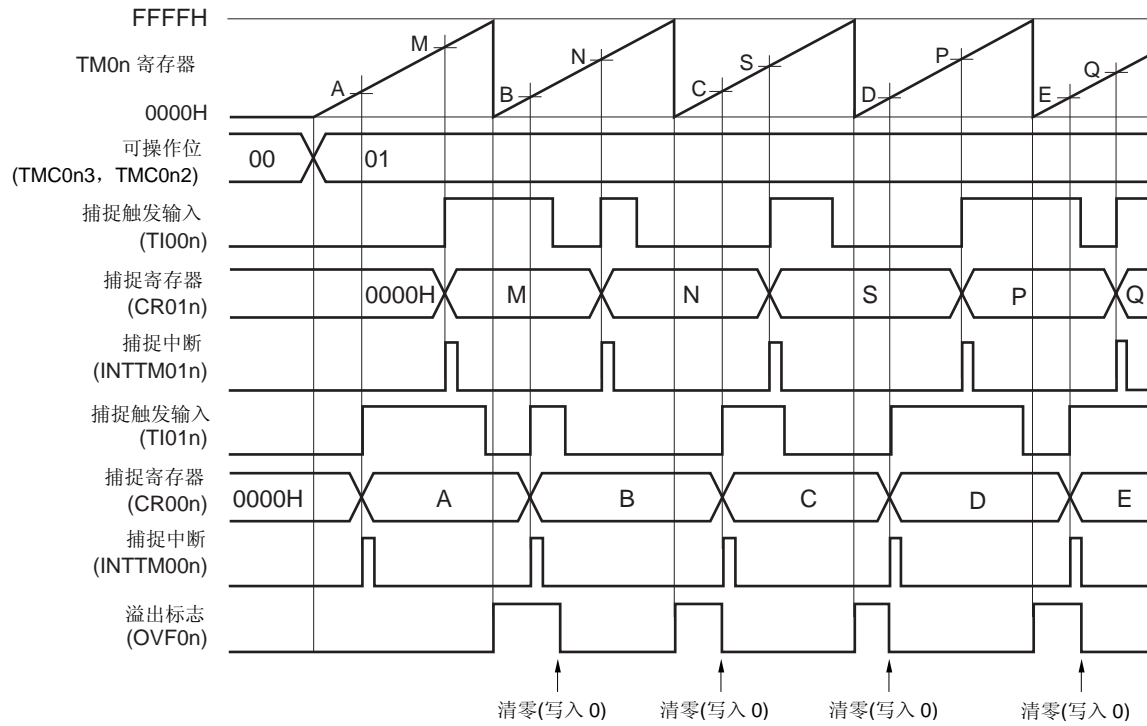 FFFFH
M
N
S
P
Q
TM0n 寄存器
A
B
C
D
E
0000H
可操作位
(TMC0n3，TMC0n2)
00
01
捕捉触发输入
(TI00n)
捕捉寄存器
(CR01n)
0000H
M
N
S
P
Q
捕捉中断
(INTTM01n)
捕捉触发输入
(TI01n)
捕捉寄存器
(CR00n)
0000H
A
B
C
D
E
捕捉中断
(INTTM00n)
溢出标志
(OVF0n)
清零(写入 0)
清零(写入 0)
清零(写入 0)
清零(写入 0)